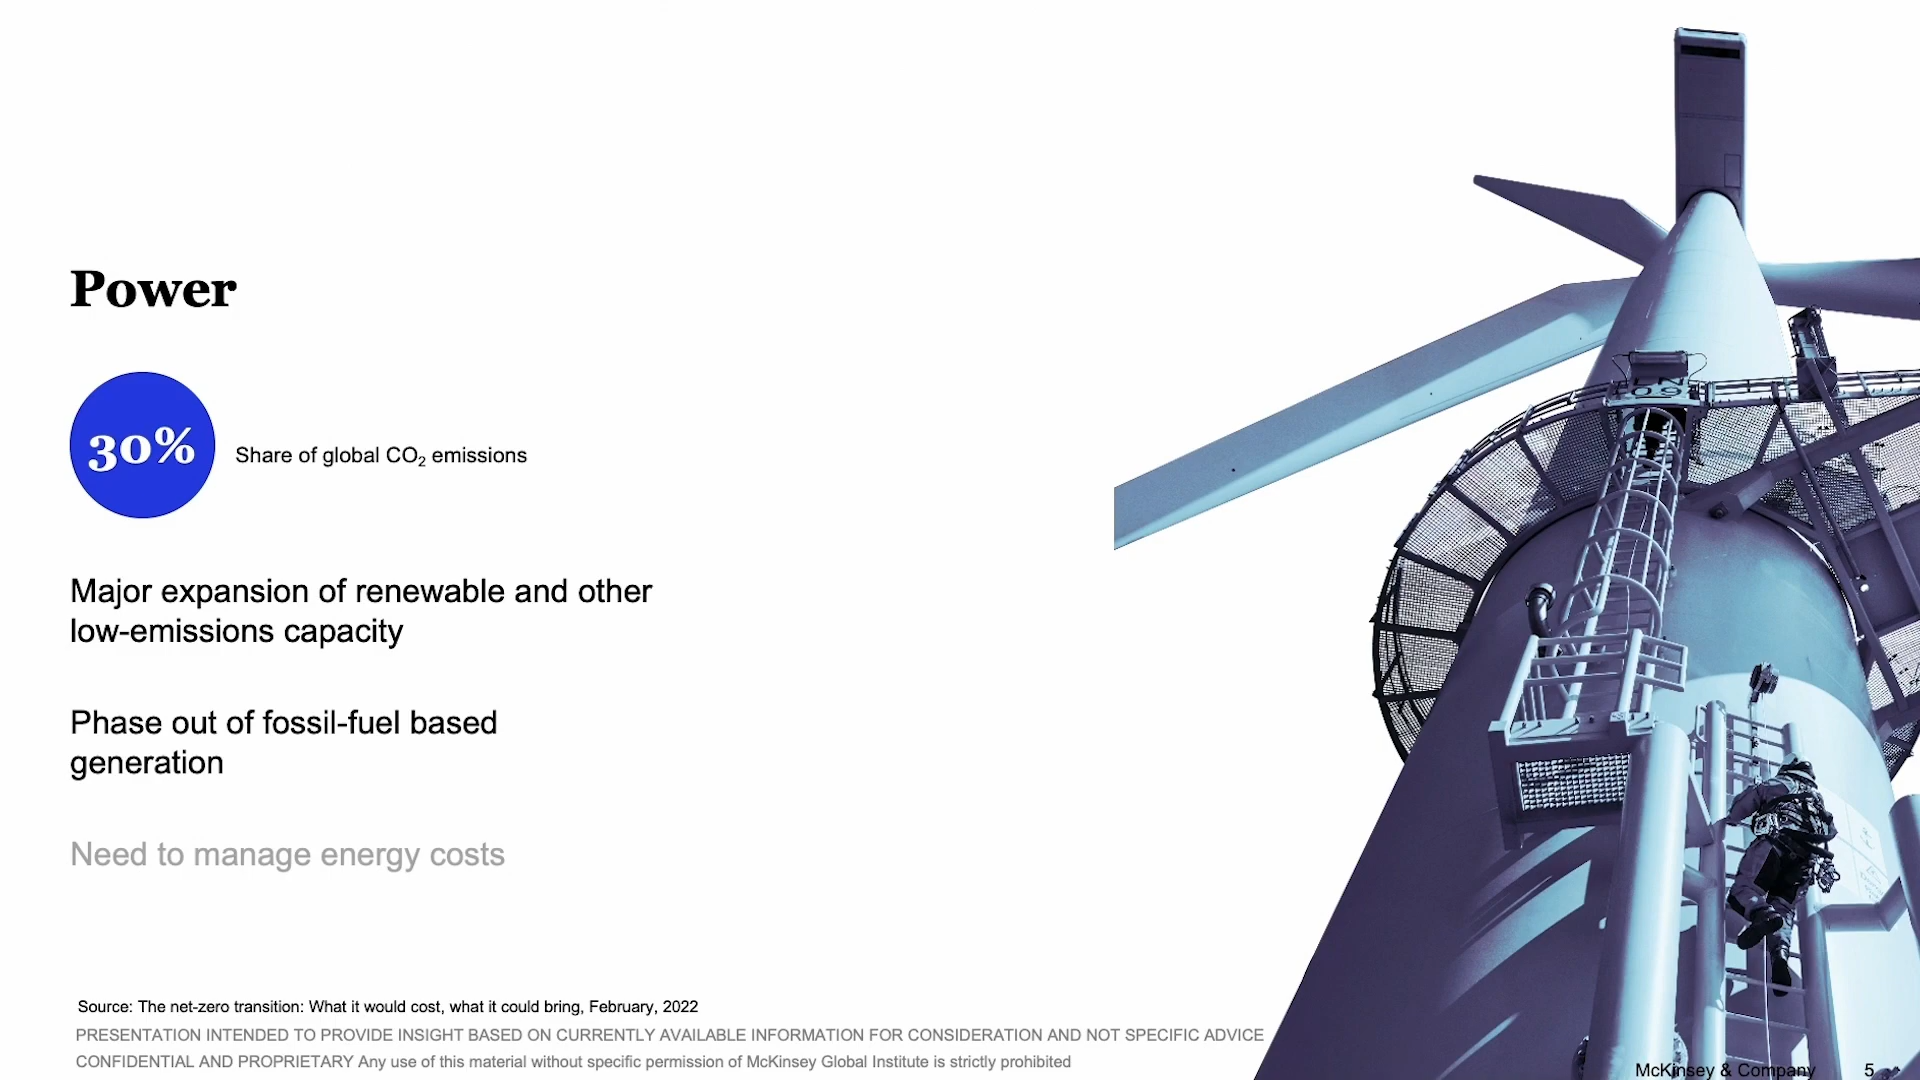 Power
30%
Share of global CO₂ emissions
Major expansion of renewable and other
low-emissions capacity
Phase out of fossil-fuel based
generation
Need to manage energy costs
Source: The net-zero transition: What it would cost, what it could bring, February, 2022
PRESENTATION INTENDED TO PROVIDE INSIGHT BASED ON CURRENTLY AVAILABLE INFORMATION FOR CONSIDERATION AND NOT SPECIFIC ADVICE
CONFIDENTIAL AND PROPRIETARY Any use of this material without specific permission of McKinsey Global Institute is strictly prohibited
McKinsey & Company 5